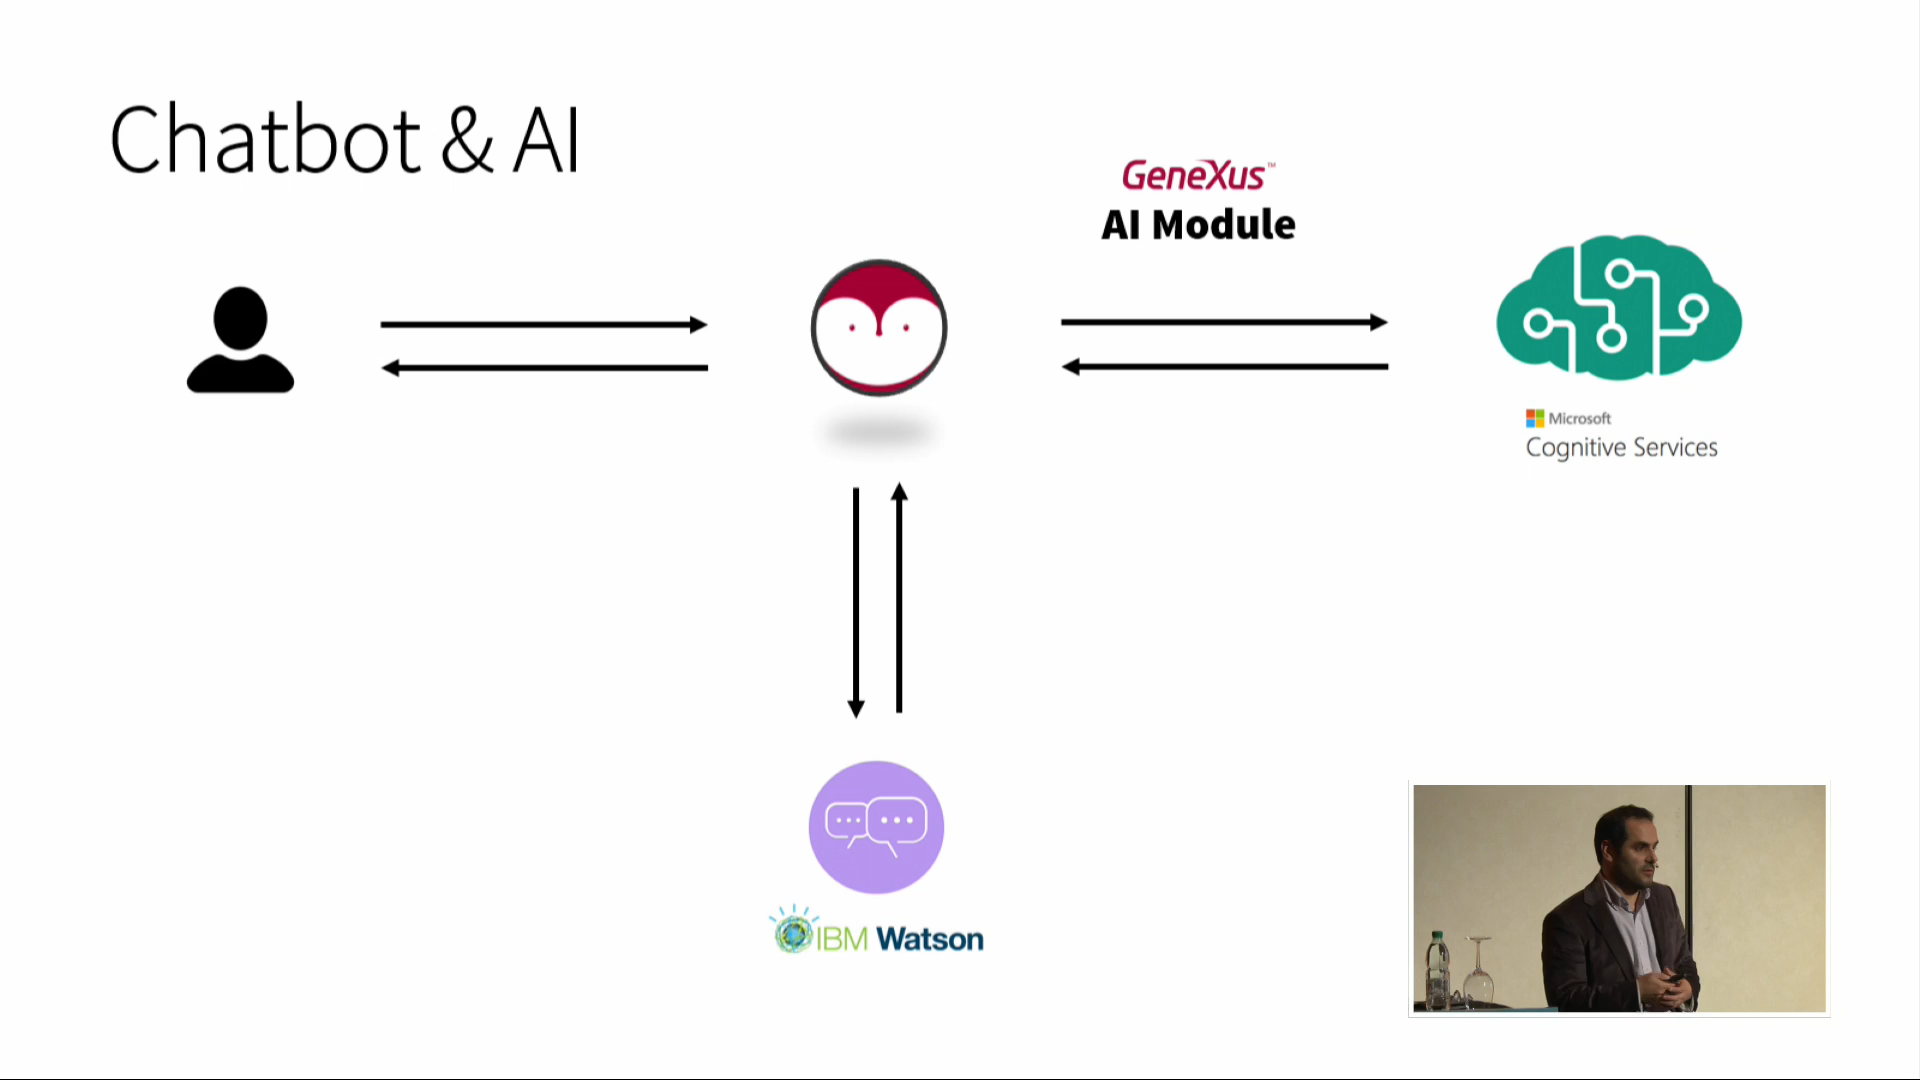 Chatbot & AI
GeneXus™
AI Module
Microsoft
Cognitive Services
IBM Watson